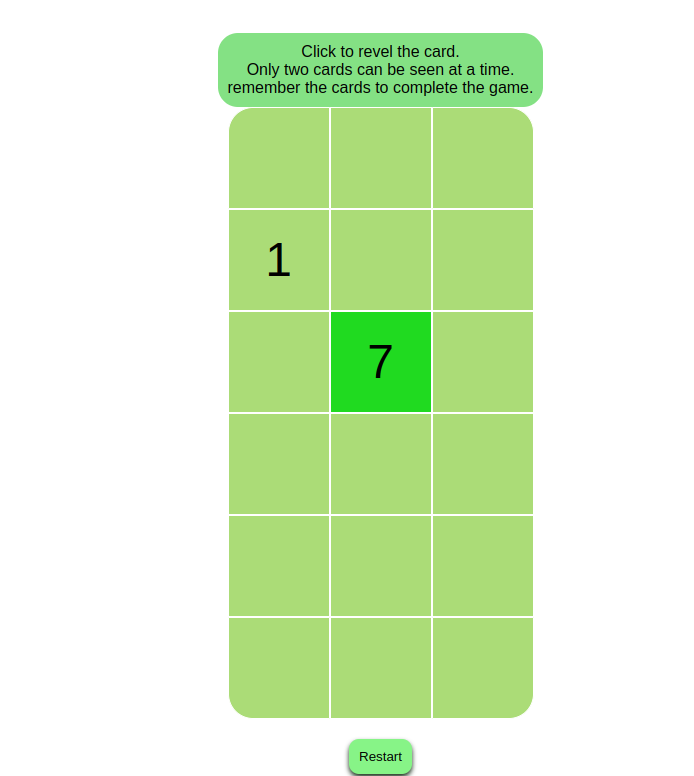 Click to revel the card.
Only two cards can be seen at a time.
remember the cards to complete the game.
1
7
Restart